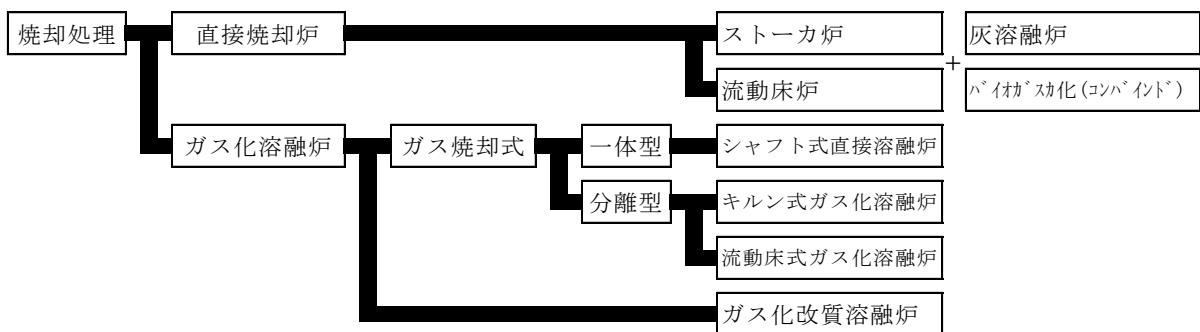 焼却処理
直接焼却炉
ストーカ炉
灰溶融炉
+
流動床炉
ﾊﾞｲｵｶﾞｽｶ化(ｺﾝﾊﾞｲﾝﾄﾞ)
ガス化溶融炉
ガス焼却式
一体型
シャフト式直接溶融炉
分離型
キルン式ガス化溶融炉
流動床式ガス化溶融炉
ガス化改質溶融炉